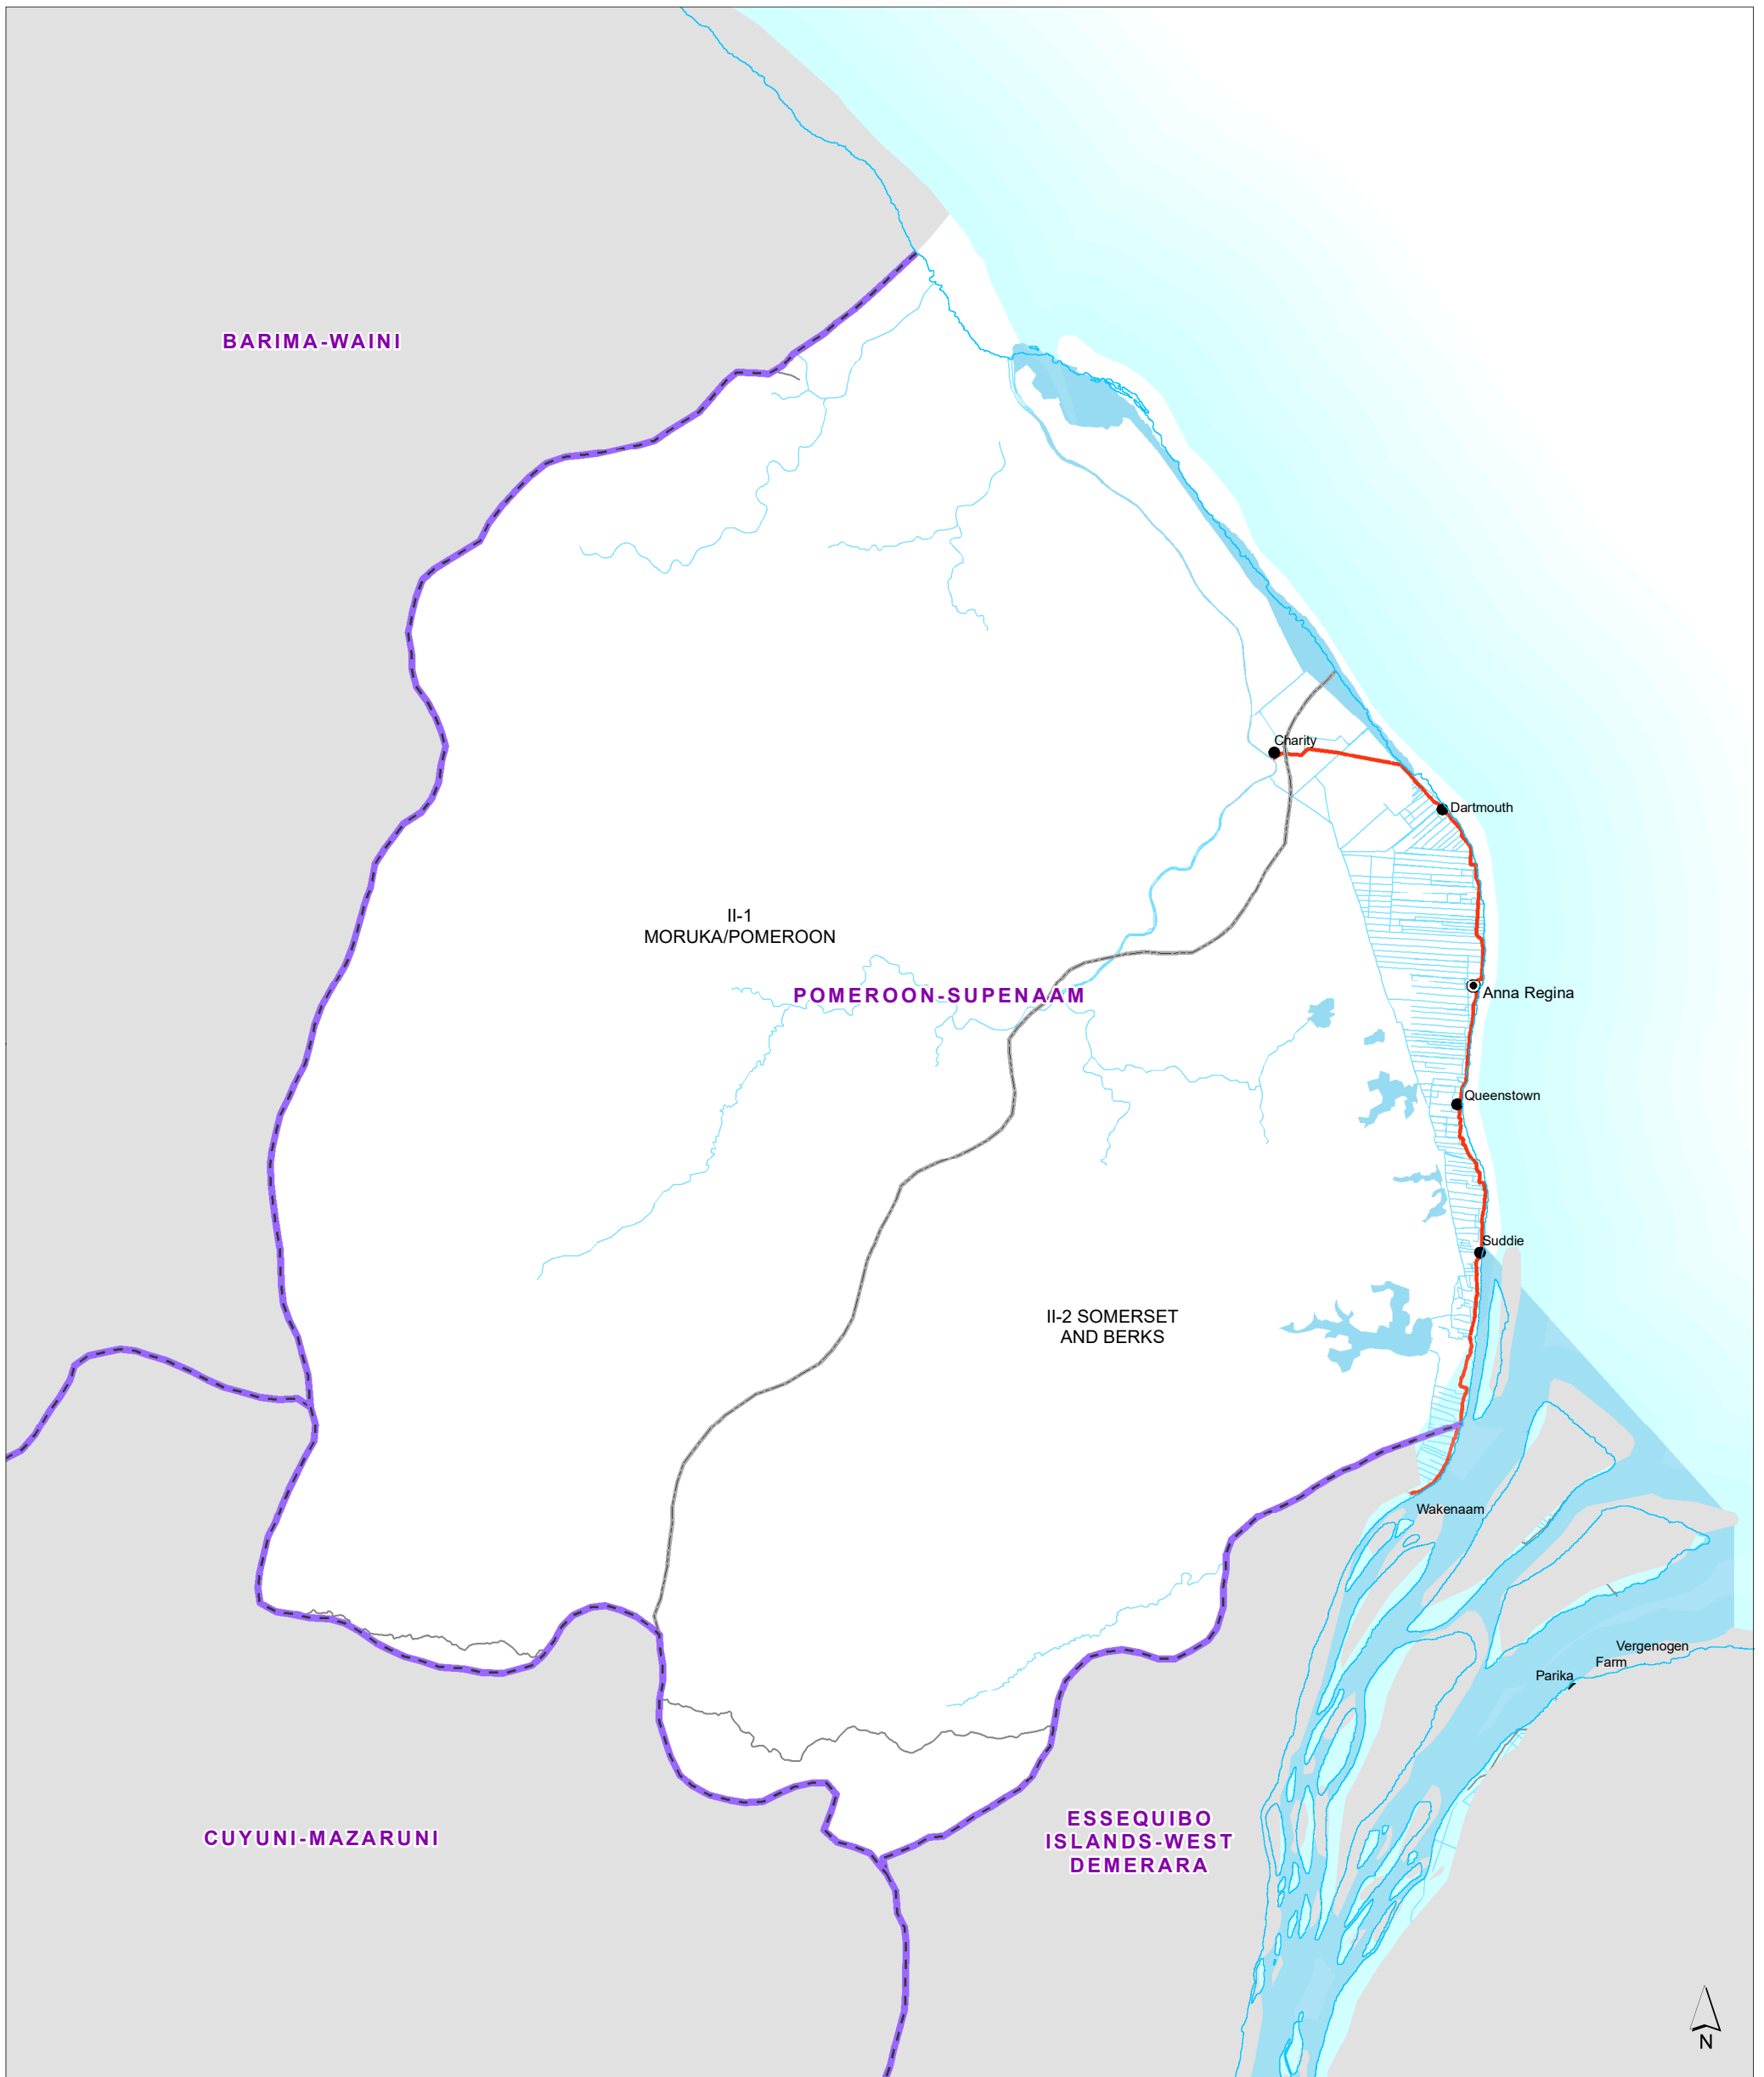 BARIMA-WAINI
Charity
Dartmouth
II-1
MORUKA/POMEROON
POMEROON-SUPENAAM
Anna Regina
Queenstown
Suddie
II-2 SOMERSET
AND BERKS
Wakenaam
Vergenogen
Farm
Parika
ESSEQUIBO
ISLANDS-WEST
DEMERARA
CUYUNI-MAZARUNI
N